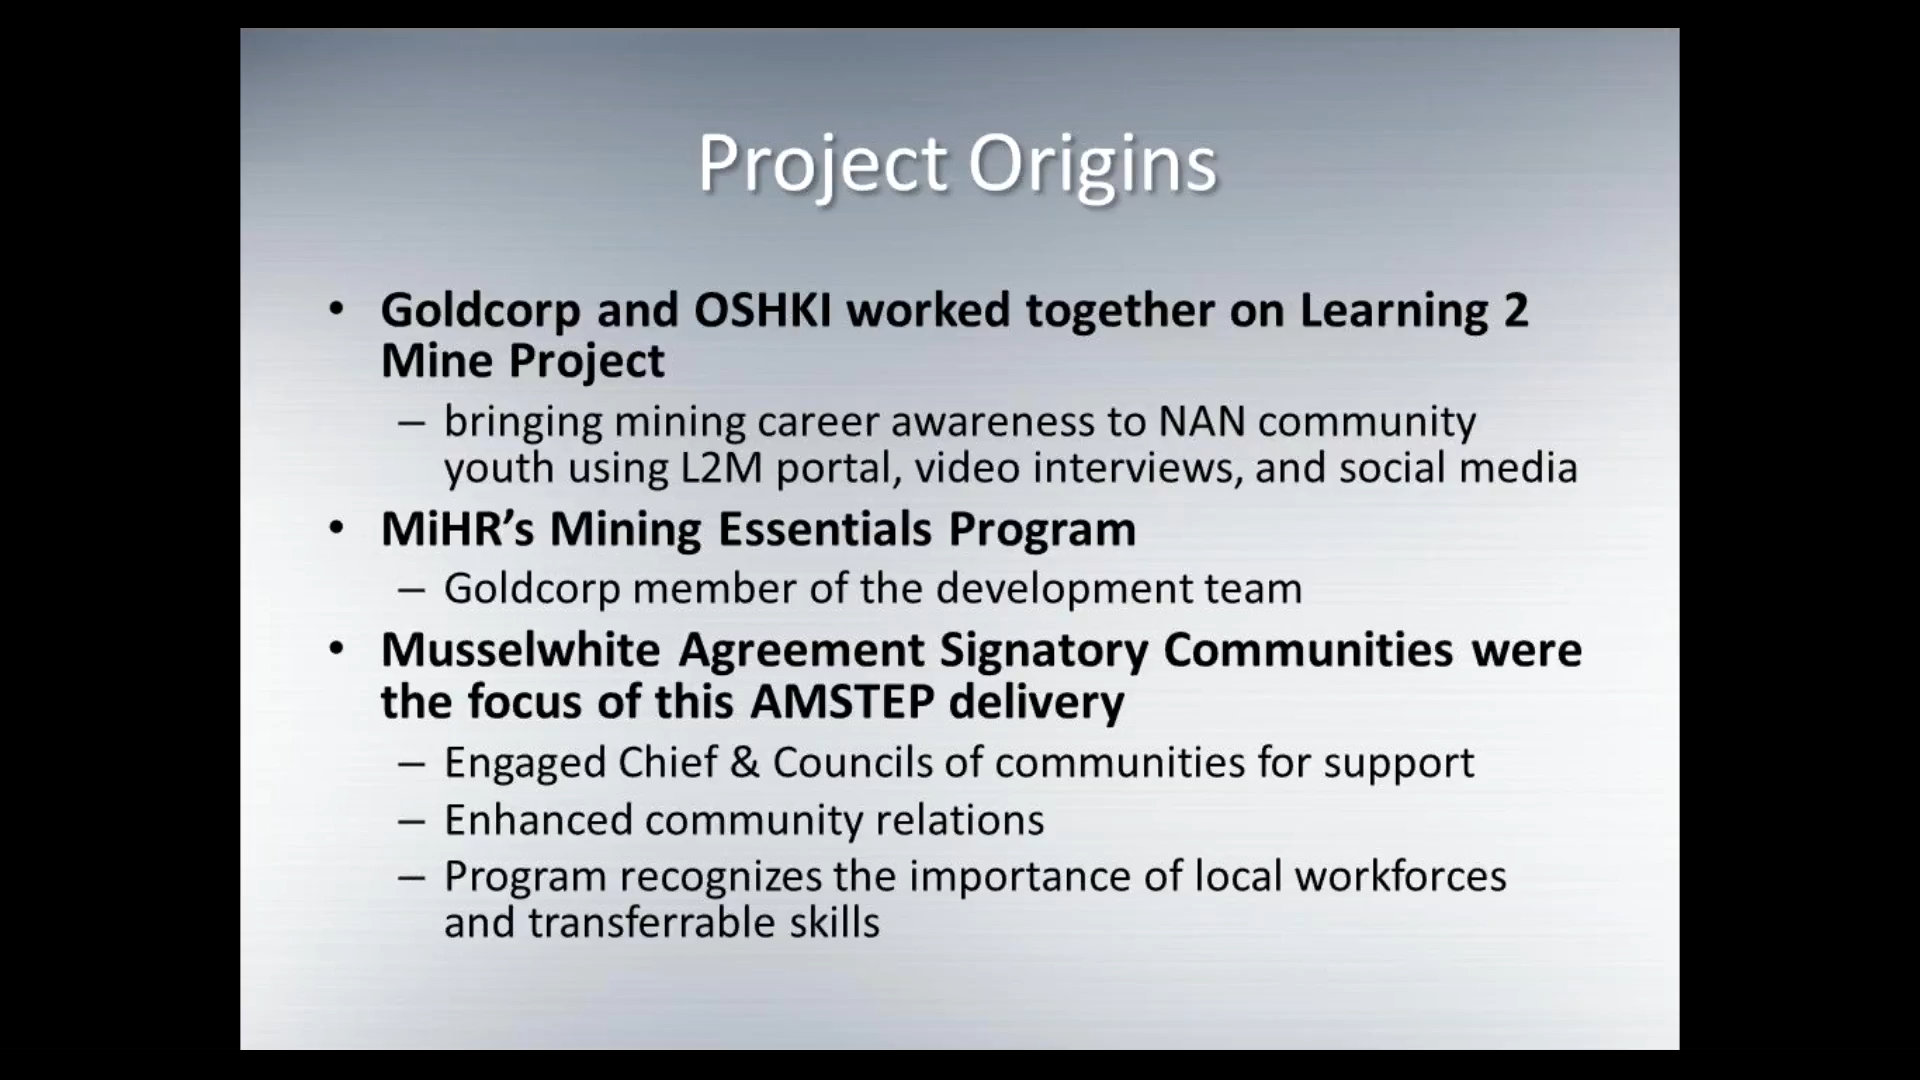 Project Origins
• Goldcorp and OSHKI worked together on Learning 2
Mine Project
– bringing mining career awareness to NAN community
youth using L2M portal, video interviews, and social media
• MiHR’s Mining Essentials Program
– Goldcorp member of the development team
• Musselwhite Agreement Signatory Communities were
the focus of this AMSTEP delivery
– Engaged Chief & Councils of communities for support
– Enhanced community relations
– Program recognizes the importance of local workforces
and transferrable skills